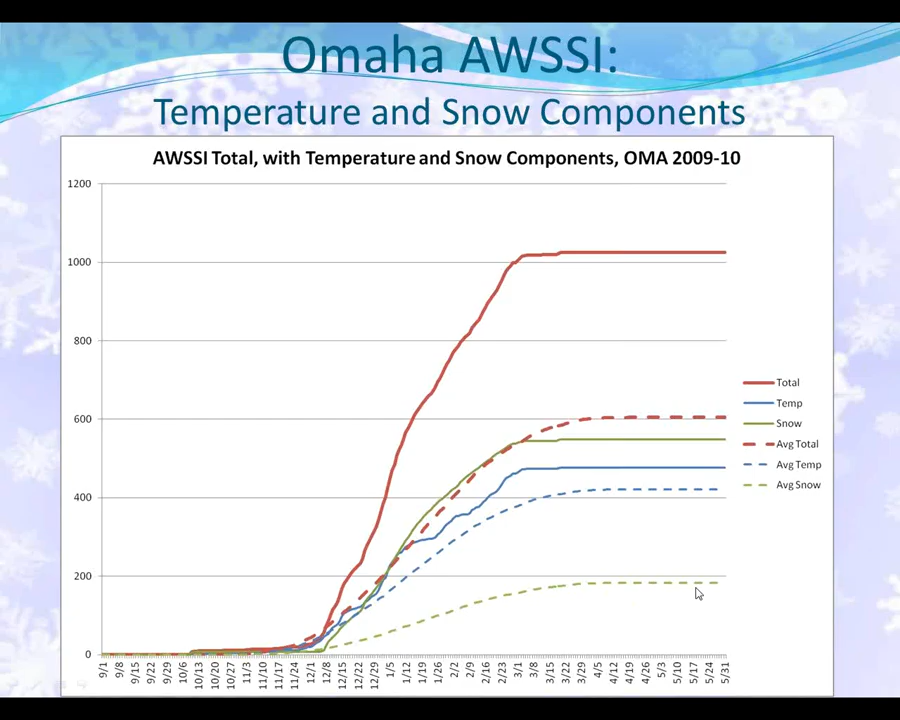 Omaha AWSSI:
Temperature and Snow Components
AWSSI Total, with Temperature and Snow Components, OMA 2009-10
1200
1000
800
600
400
200
0
Total
Temp
Snow
Avg Total
Avg Temp
Avg Snow
9/1 9/8 9/15 9/22 9/29 10/6 10/13 10/20 10/27 11/3 11/10 11/17 11/24 12/1 12/8 12/15 12/22 12/29 1/5 1/12 1/19 1/26 2/2 2/9 2/16 2/23 3/1 3/8 3/15 3/22 3/29 4/5 4/12 4/19 4/26 5/3 5/10 5/17 5/24 5/31